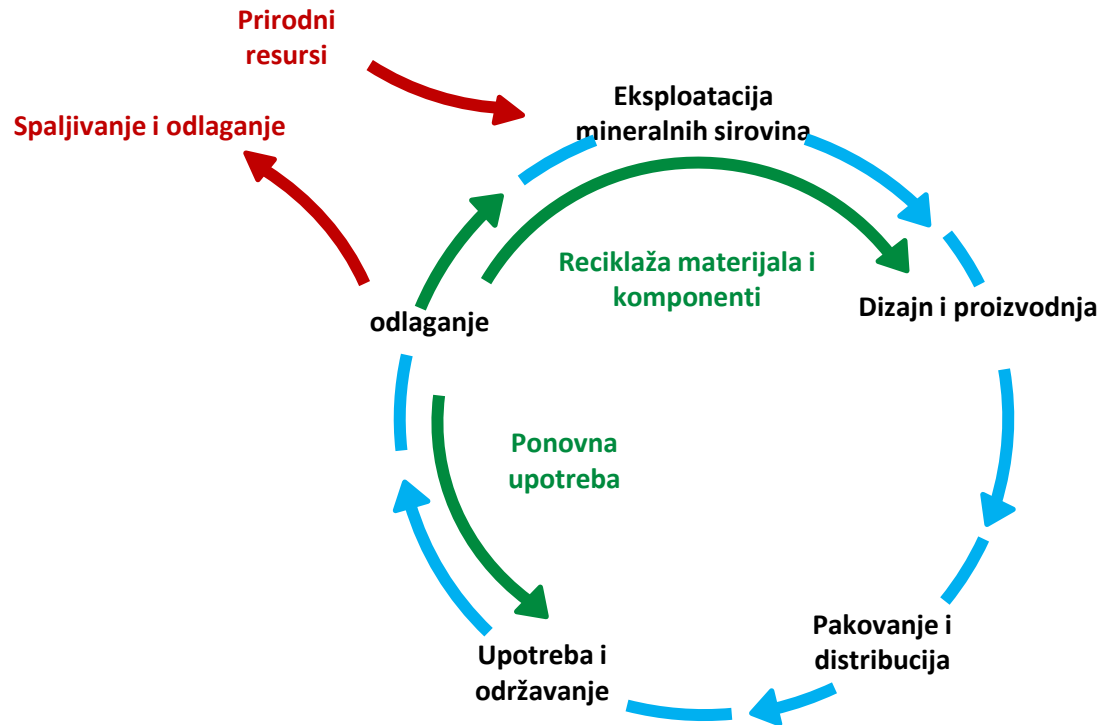 Prirodni
resursi
Spaljivanje i odlaganje
Eksploatacija
mineralnih sirovina
Reciklaža materijala i
komponenti
Dizajn i proizvodnja
odlaganje
Ponovna
upotreba
Pakovanje i
distribucija
Upotreba i
održavanje